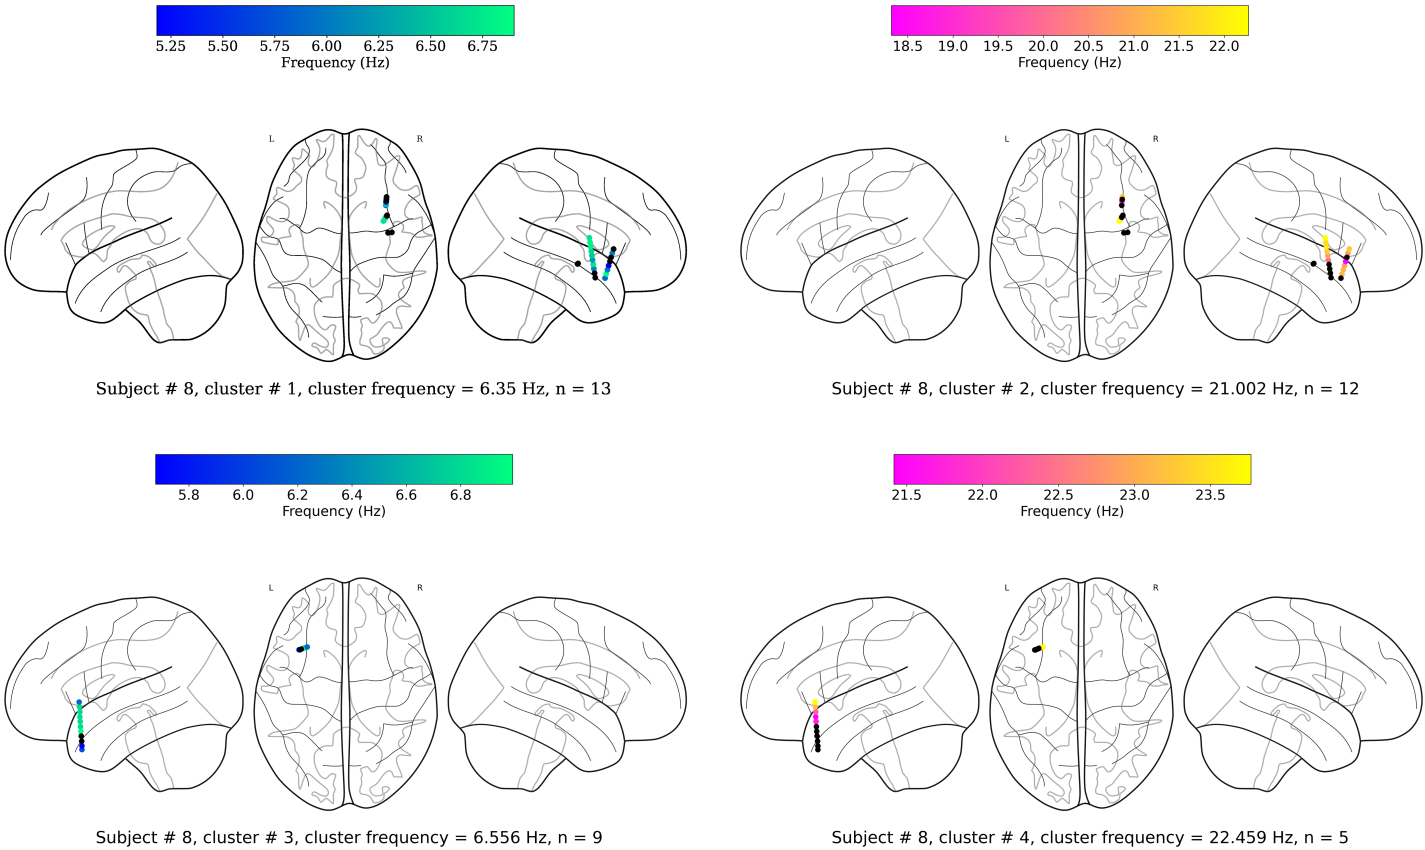 5.25 5.50 5.75 6.00 6.25 6.50 6.75
Frequency (Hz)
L R
Subject # 8, cluster # 1, cluster frequency = 6.35 Hz, n = 13
18.5 19.0 19.5 20.0 20.5 21.0 21.5 22.0
Frequency (Hz)
L R
Subject # 8, cluster # 2, cluster frequency = 21.002 Hz, n = 12
5.8 6.0 6.2 6.4 6.6 6.8
Frequency (Hz)
L R
Subject # 8, cluster # 3, cluster frequency = 6.556 Hz, n = 9
21.5 22.0 22.5 23.0 23.5
Frequency (Hz)
L R
Subject # 8, cluster # 4, cluster frequency = 22.459 Hz, n = 5